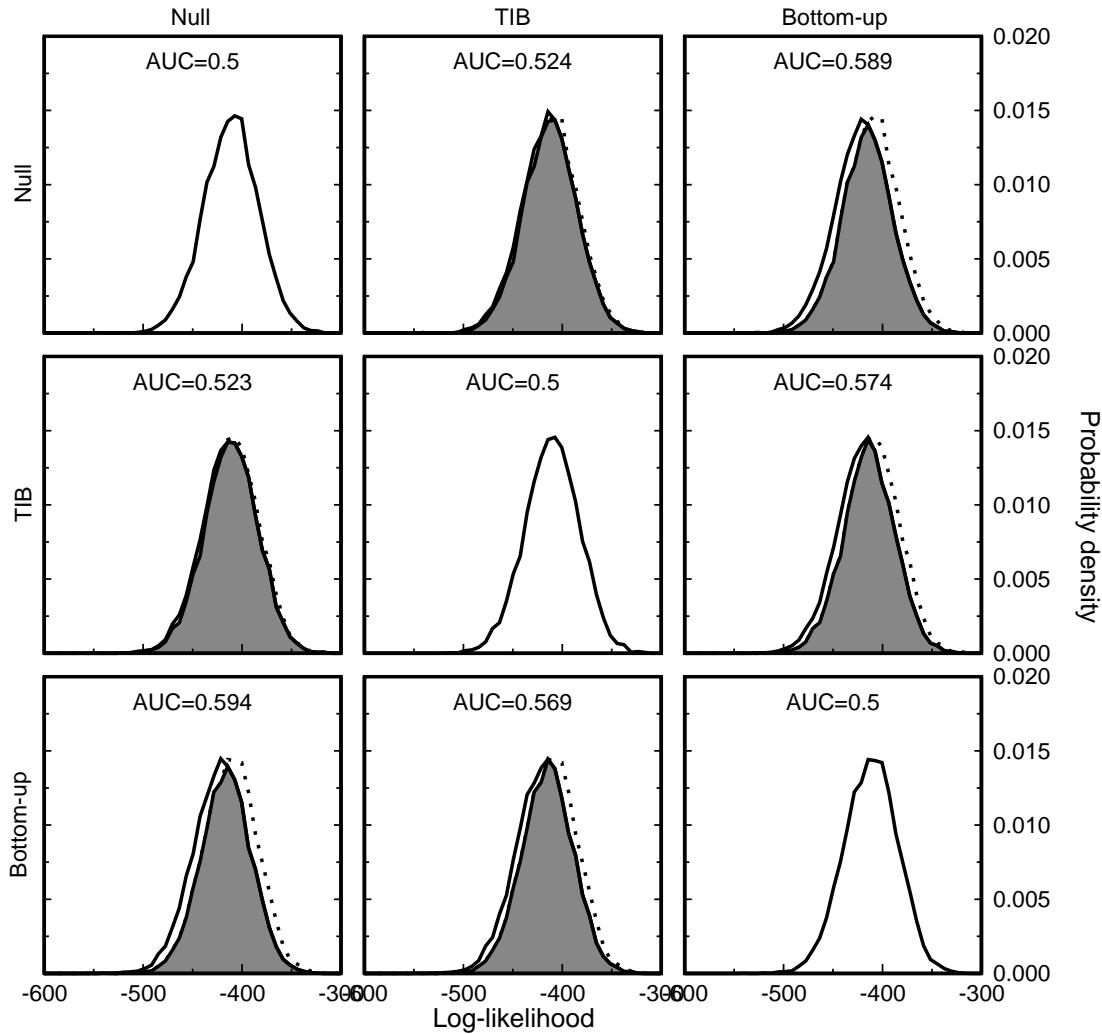 Null TIB Bottom-up
AUC=0.5 AUC=0.524 AUC=0.589
0.020
0.015
0.010
0.005
0.000
Null
AUC=0.523 AUC=0.5 AUC=0.574
0.020
0.015
0.010
0.005
0.000
TIB
AUC=0.594 AUC=0.569 AUC=0.5
0.020
0.015
0.010
0.005
0.000
Bottom-up
Probability density
-600 -500 -400 -300 -600 -500 -400 -300 -600 -500 -400 -300
Log-likelihood